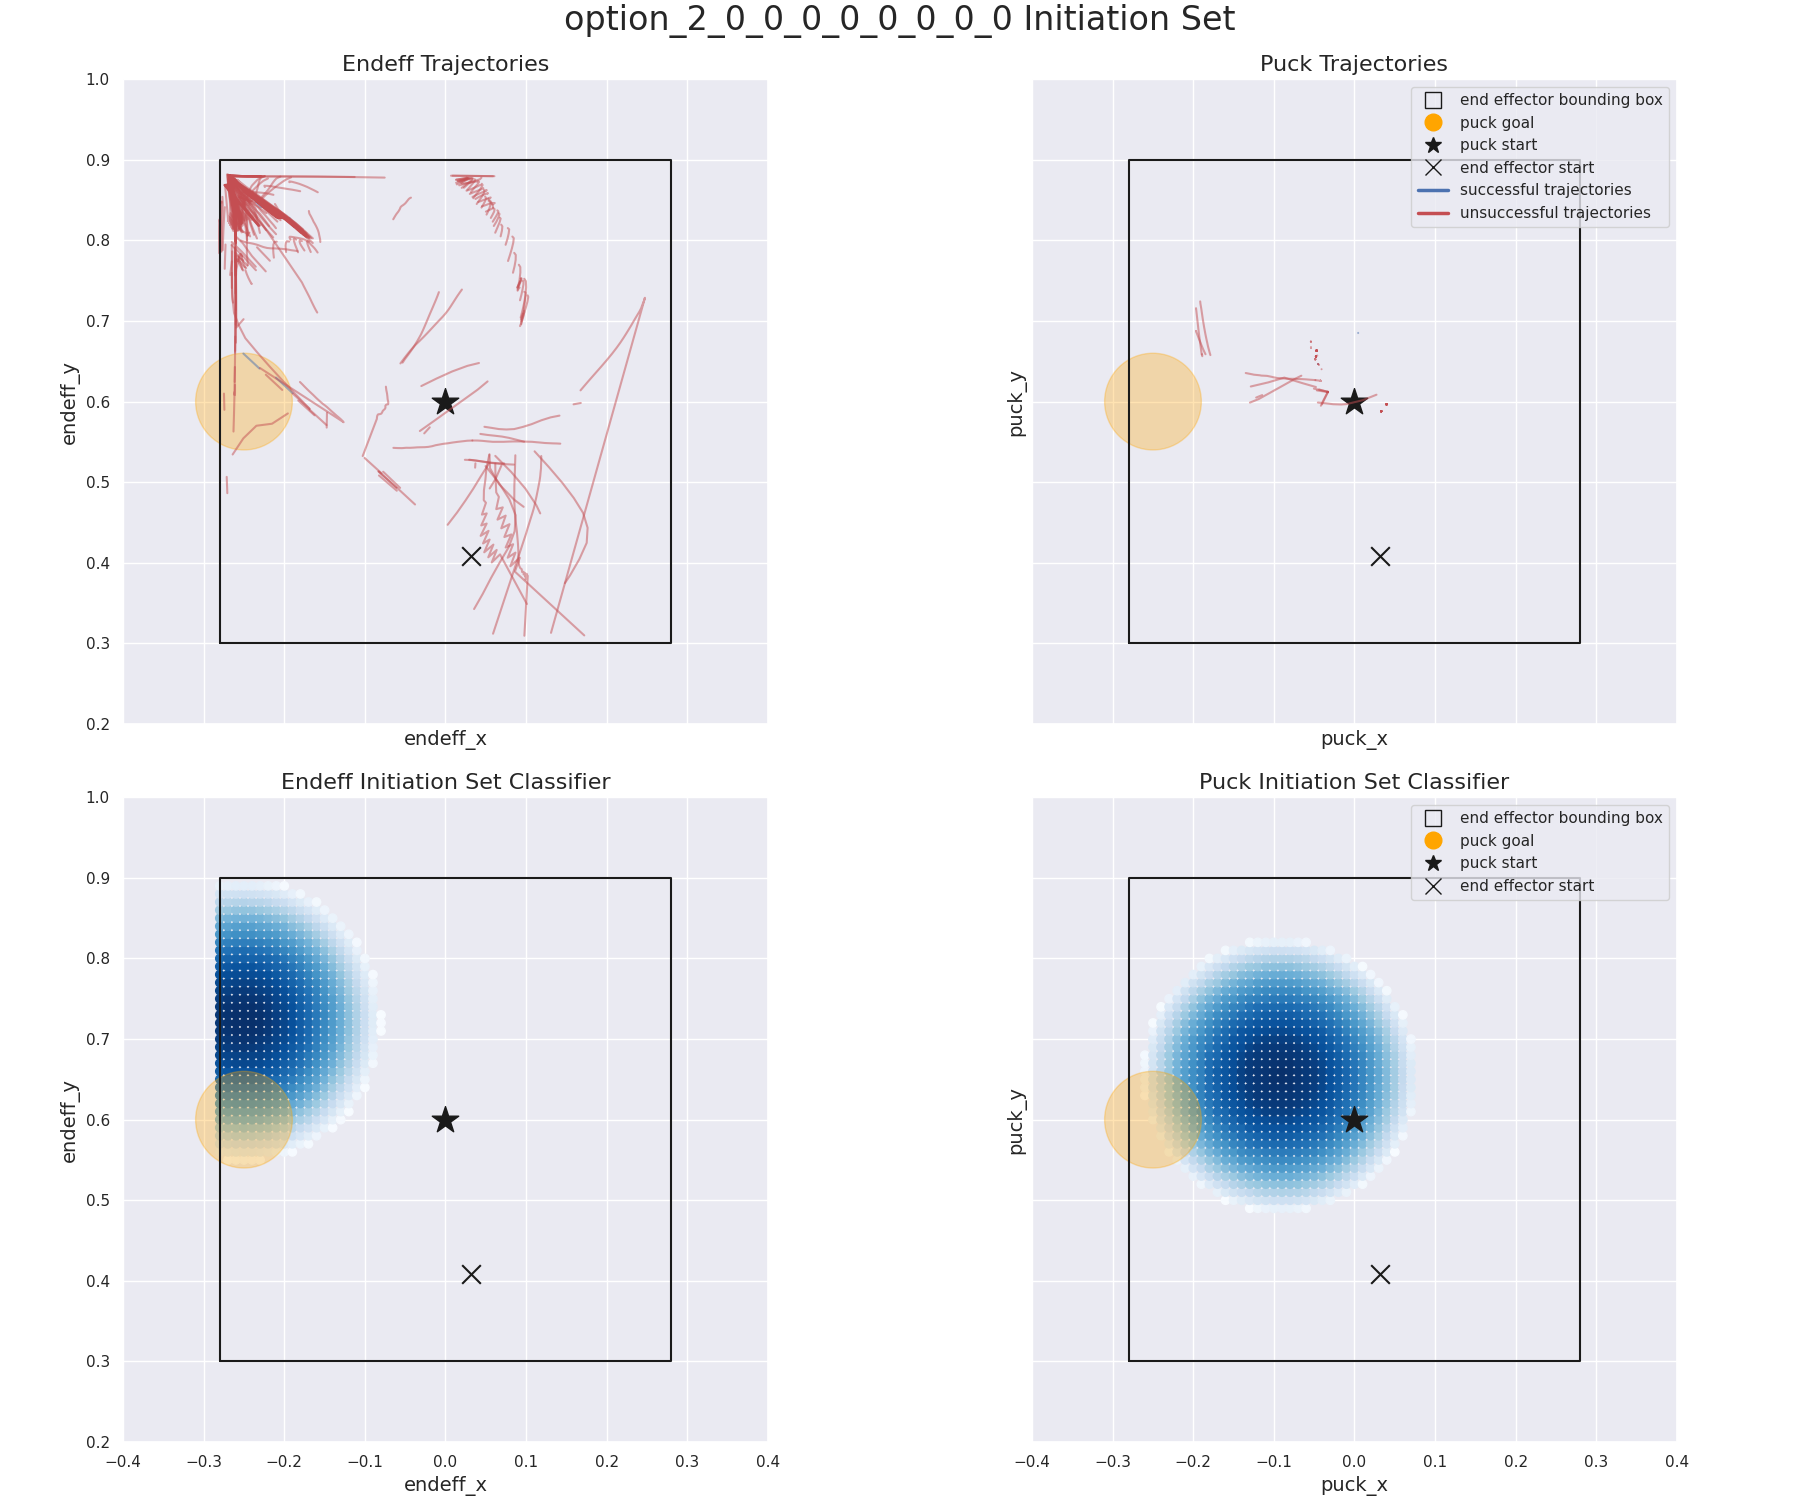 option_2_0_0_0_0_0_0_0_0 Initiation Set
Endeff Trajectories
1.0
0.9
0.8
0.7
0.6
0.5
0.4
0.3
0.2
endeff_y
endeff_x
Puck Trajectories
end effector bounding box
puck goal
puck start
end effector start
successful trajectories
unsuccessful trajectories
puck_y
puck_x
Endeff Initiation Set Classifier
1.0
0.9
0.8
0.7
0.6
0.5
0.4
0.3
0.2
endeff_y
−0.4 −0.3 −0.2 −0.1 0.0 0.1 0.2 0.3 0.4
endeff_x
Puck Initiation Set Classifier
end effector bounding box
puck goal
puck start
end effector start
puck_y
−0.4 −0.3 −0.2 −0.1 0.0 0.1 0.2 0.3 0.4
puck_x